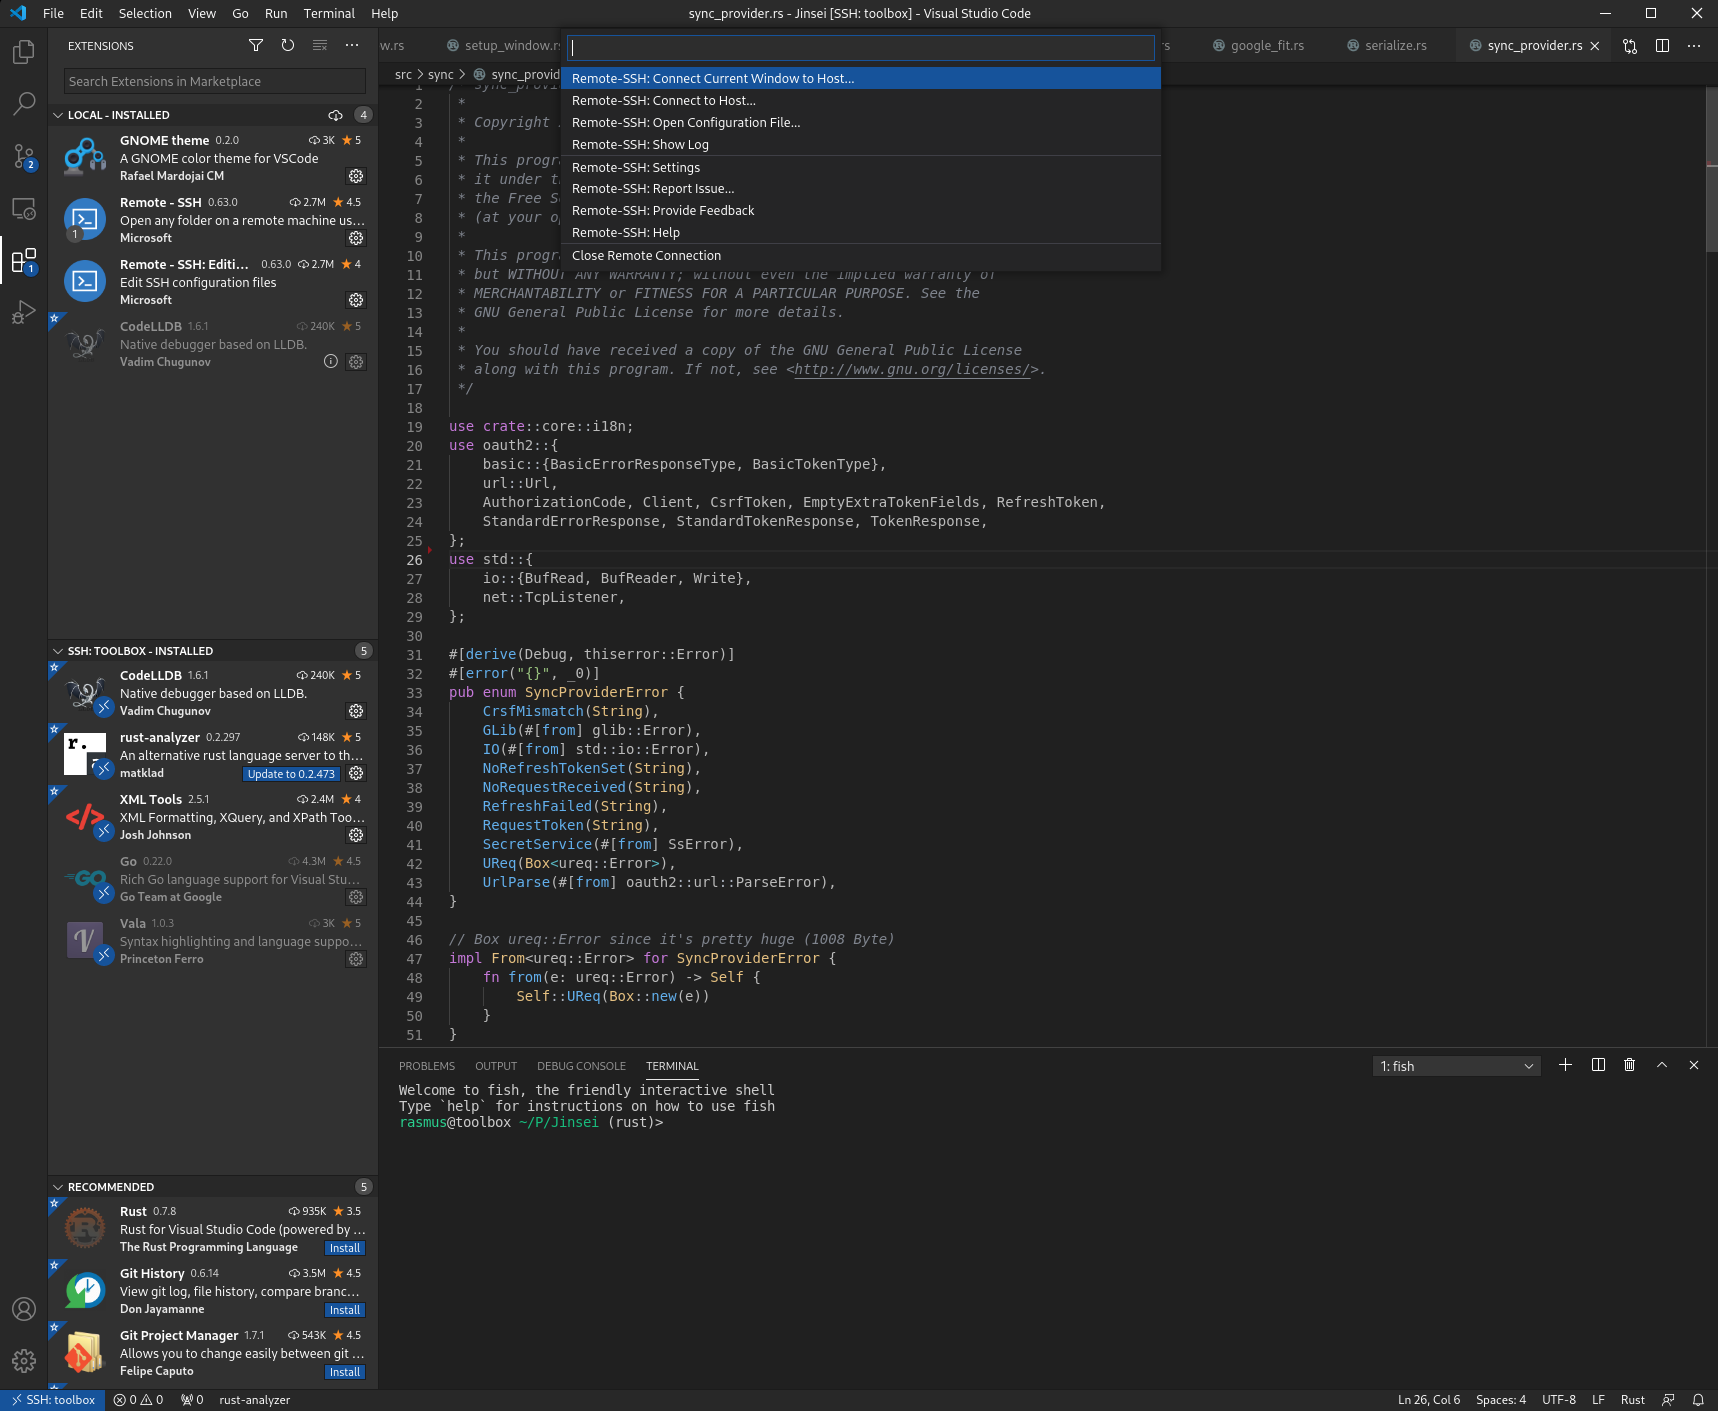 File Edit Selection View Go Run Terminal Help
sync_provider.rs - Jinsei [SSH: toolbox] - Visual Studio Code
EXTENSIONS
Search Extensions in Marketplace
LOCAL - INSTALLED 4
GNOME theme 0.2.0 3K 5
A GNOME color theme for VSCode
Rafael Mardojai CM
Remote - SSH 0.63.0 2.7M 4.5
Open any folder on a remote machine us...
1
Microsoft
Remote - SSH: Editi... 0.63.0 2.7M 4
Edit SSH configuration files
Microsoft
CodeLLDB 1.6.1 240K 5
Native debugger based on LLDB.
Vadim Chugunov
2
1
SSH: TOOLBOX - INSTALLED 5
CodeLLDB 1.6.1 240K 5
Native debugger based on LLDB.
Vadim Chugunov
rust-analyzer 0.2.297 148K 5
An alternative rust language server to th...
matklad Update to 0.2.473
XML Tools 2.5.1 2.4M 4
XML Formatting, XQuery, and XPath Too...
Josh Johnson
Go 0.22.0 4.3M 4.5
Rich Go language support for Visual Stu...
Go Team at Google
Vala 1.0.3 3K 5
Syntax highlighting and language suppo...
Princeton Ferro
RECOMMENDED 5
Rust 0.7.8 935K 3.5
Rust for Visual Studio Code (powered by ...
The Rust Programming Language Install
Git History 0.6.14 3.5M 4.5
View git log, file history, compare branc...
Don Jayamanne Install
Git Project Manager 1.7.1 543K 4.5
Allows you to change easily between git ...
Felipe Caputo Install
w.rs setup_window.rs rs google_fit.rs serialize.rs sync_provider.rs
src > sync > sync_provid
Remote-SSH: Connect Current Window to Host...
Remote-SSH: Connect to Host...
Remote-SSH: Open Configuration File...
Remote-SSH: Show Log
Remote-SSH: Settings
Remote-SSH: Report Issue...
Remote-SSH: Provide Feedback
Remote-SSH: Help
Close Remote Connection
1 /* sync_provi
2 *
3 * Copyright
4 *
5 * This progr
6 * it under t
7 * the Free S
8 * (at your o
9 *
10 * This progr
11 * but WITHOUT ANY WARRANTY; without even the implied warranty of
12 * MERCHANTABILITY or FITNESS FOR A PARTICULAR PURPOSE. See the
13 * GNU General Public License for more details.
14 *
15 * You should have received a copy of the GNU General Public License
16 * along with this program. If not, see <http://www.gnu.org/licenses/>.
17 */
18
19 use crate::core::i18n;
20 use oauth2::{
21 basic::{BasicErrorResponseType, BasicTokenType},
22 url::Url,
23 AuthorizationCode, Client, CsrfToken, EmptyExtraTokenFields, RefreshToken,
24 StandardErrorResponse, StandardTokenResponse, TokenResponse,
25 };
26 use std::{
27 io::{BufRead, BufReader, Write},
28 net::TcpListener,
29 };
30
31 #[derive(Debug, thiserror::Error)]
32 #[error("{}", _0)]
33 pub enum SyncProviderError {
34 CrsfMismatch(String),
35 GLib(#[from] glib::Error),
36 IO(#[from] std::io::Error),
37 NoRefreshTokenSet(String),
38 NoRequestReceived(String),
39 RefreshFailed(String),
40 RequestToken(String),
41 SecretService(#[from] SsError),
42 UReq(Box<ureq::Error>),
43 UrlParse(#[from] oauth2::url::ParseError),
44 }
45
46 // Box ureq::Error since it's pretty huge (1008 Byte)
47 impl From<ureq::Error> for SyncProviderError {
48 fn from(e: ureq::Error) -> Self {
49 Self::UReq(Box::new(e))
50 }
51 }
PROBLEMS OUTPUT DEBUG CONSOLE TERMINAL 1: fish
Welcome to fish, the friendly interactive shell
Type `help` for instructions on how to use fish
rasmus@toolbox ~/P/Jinsei (rust)>
SSH: toolbox 0 0 0 rust-analyzer Ln 26, Col 6 Spaces: 4 UTF-8 LF Rust